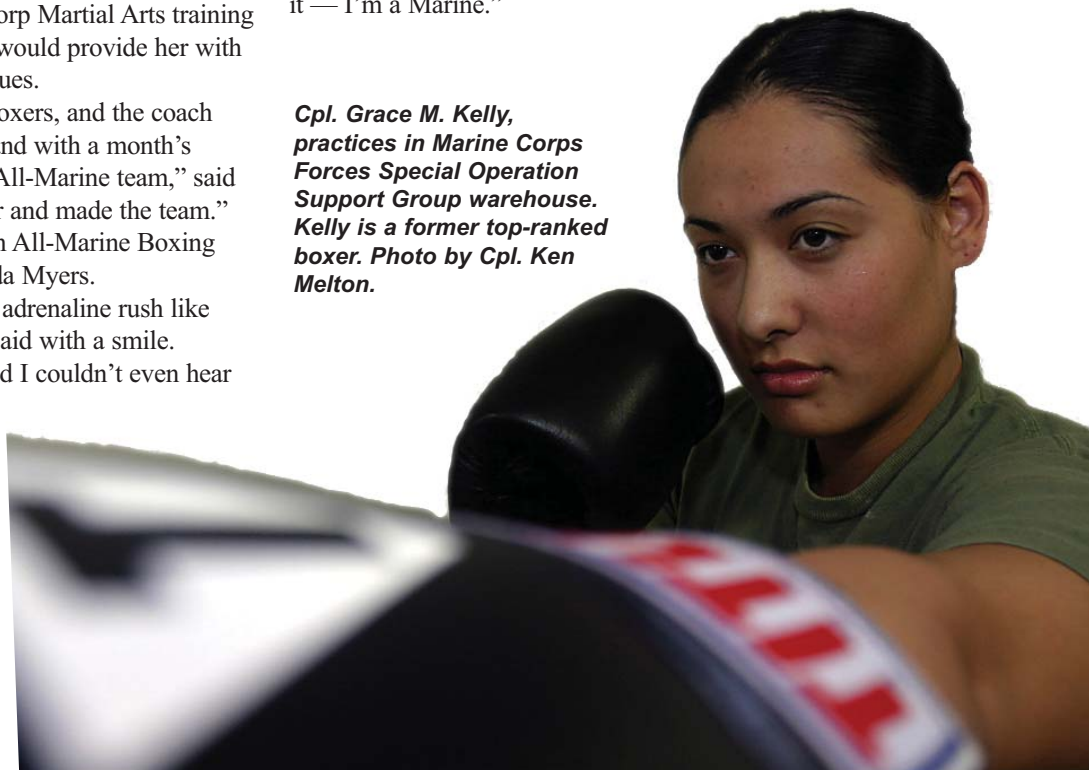 orp Martial Arts training
would provide her with
ues.
oxers, and the coach
nd with a month’s
All-Marine team,” said
r and made the team.”
n All-Marine Boxing
da Myers.
adrenaline rush like
aid with a smile.
d I couldn’t even hear
it — I’m a Marine.”
Cpl. Grace M. Kelly,
practices in Marine Corps
Forces Special Operation
Support Group warehouse.
Kelly is a former top-ranked
boxer. Photo by Cpl. Ken
Melton.